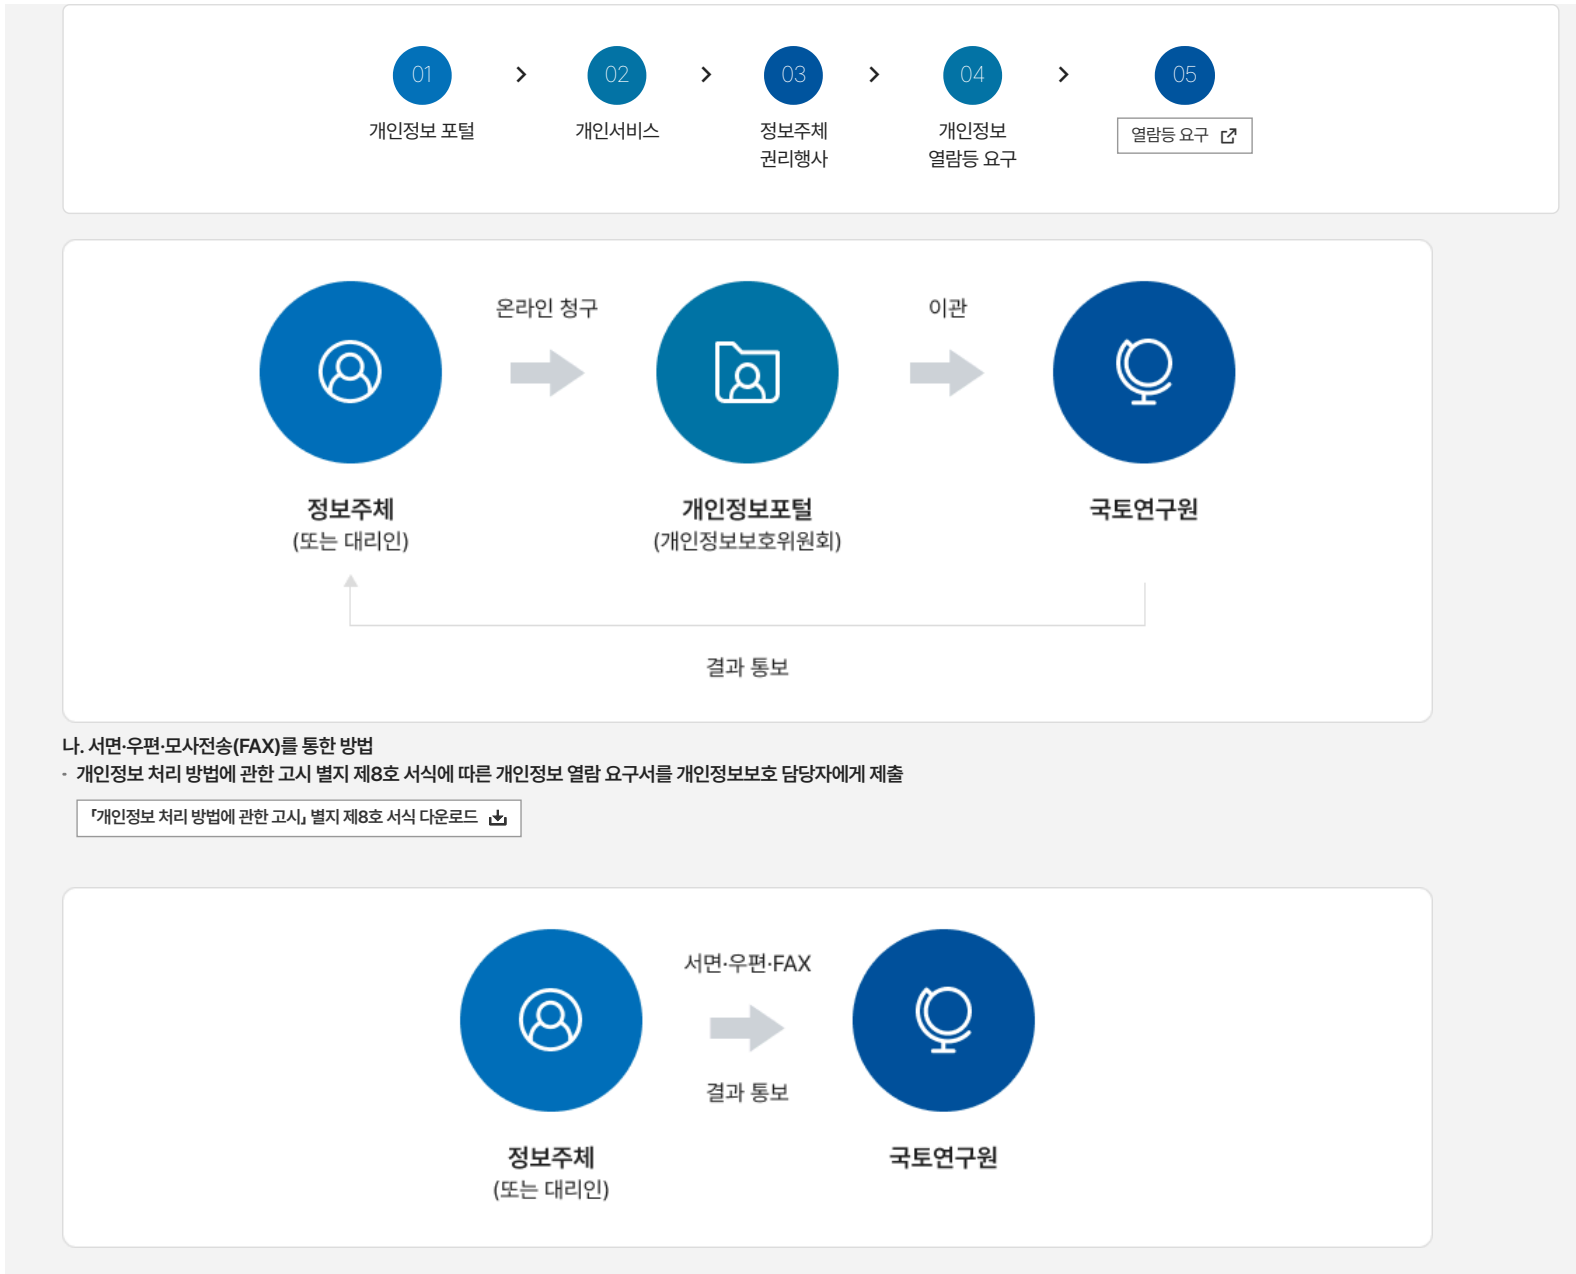 01
02
03
04
05
개인정보 포털
개인서비스
정보주체
권리행사
개인정보
열람등 요구
열람등 요구
온라인 청구
이관
정보주체
(또는 대리인)
개인정보포털
(개인정보보호위원회)
국토연구원
결과 통보
나. 서면·우편·모사전송(FAX)를 통한 방법
- 개인정보 처리 방법에 관한 고시 별지 제8호 서식에 따른 개인정보 열람 요구서를 개인정보보호 담당자에게 제출
「개인정보 처리 방법에 관한 고시」 별지 제8호 서식 다운로드
서면·우편·FAX
결과 통보
정보주체
(또는 대리인)
국토연구원